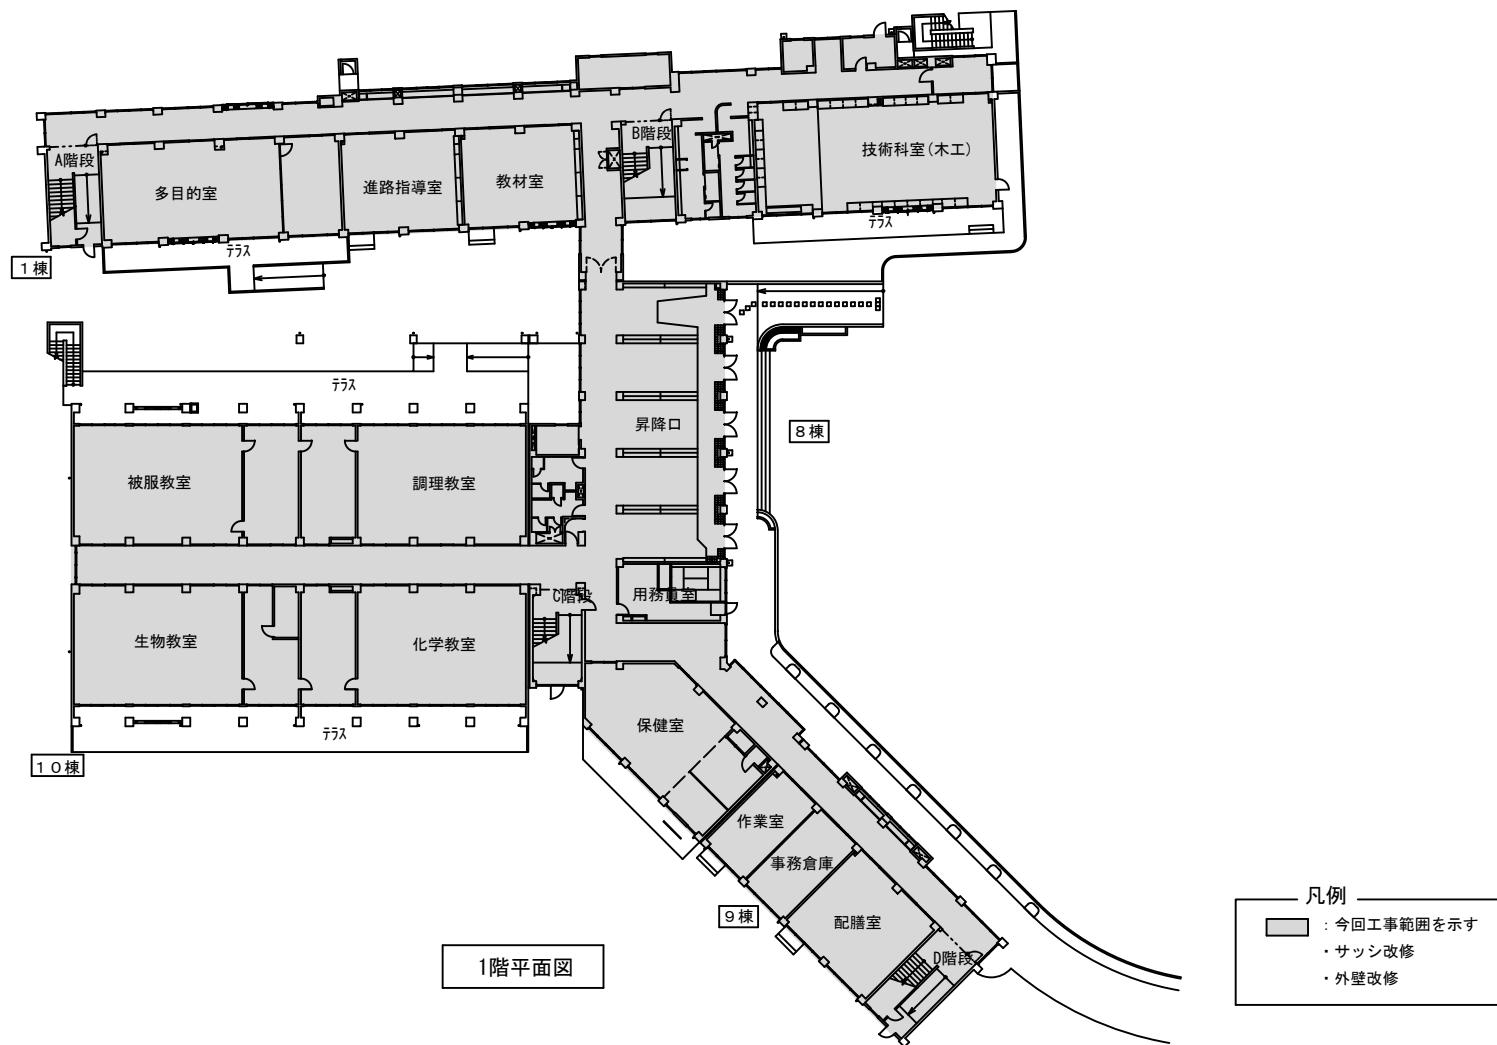 B階段
技術科室(木工)
A階段
多目的室
進路指導室
教材室
テラス
テラス
1棟
テラス
昇降口
8棟
被服教室
調理教室
C階段
用務員室
生物教室
化学教室
保健室
テラス
10棟
作業室
事務倉庫
9棟
配膳室
D階段
1階平面図
凡例
：今回工事範囲を示す
・サッシ改修
・外壁改修